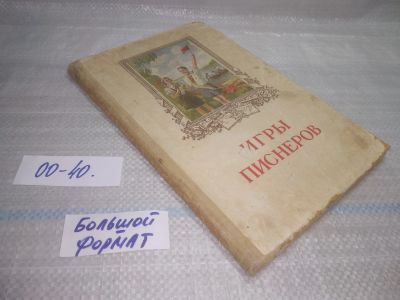 ИГРЫ
ПИОНЕРОВ
00-40.
БОЛЬШОЙ
ФОРМАТ